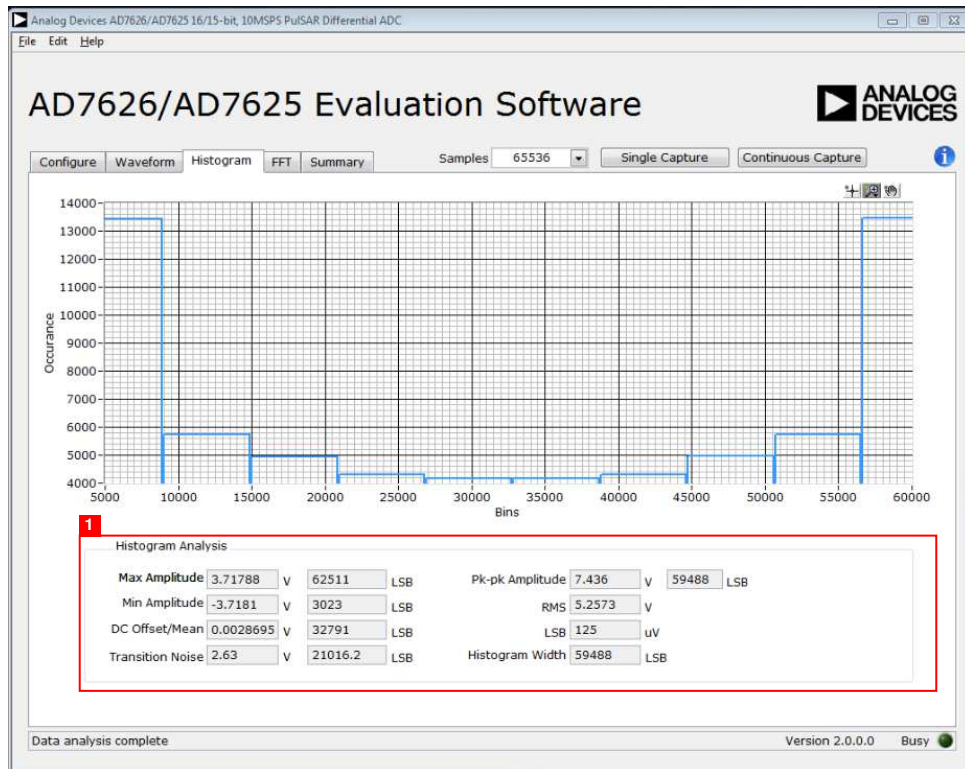 Analog Devices AD7626/AD7625 16/15-bit, 10MSPS PulSAR Differential ADC
File Edit Help
AD7626/AD7625 Evaluation Software
ANALOG
DEVICES
Configure Waveform Histogram FFT Summary Samples 65536 Single Capture Continuous Capture i
14000
13000
12000
11000
10000
9000
8000
7000
6000
5000
4000
Occurance
5000 10000 15000 20000 25000 30000 35000 40000 45000 50000 55000 60000
Bins
1
Histogram Analysis
Max Amplitude 3.71788 V 62511 LSB Pk-pk Amplitude 7.436 V 59488 LSB
Min Amplitude -3.7181 V 3023 LSB RMS 5.2573 V
DC Offset/Mean 0.0028695 V 32791 LSB LSB 125 uV
Transition Noise 2.63 V 21016.2 LSB Histogram Width 59488 LSB
Data analysis complete Version 2.0.0.0 Busy